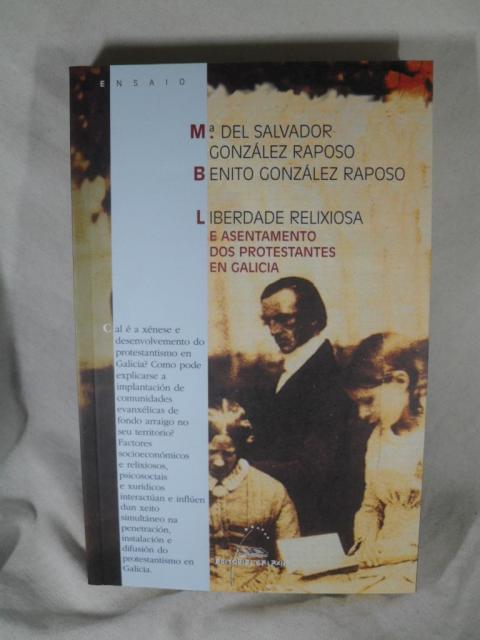 ENSAIO
Mª DEL SALVADOR
GONZÁLEZ RAPOSO
BENITO GONZÁLEZ RAPOSO
LIBERDADE RELIXIOSA
E ASENTAMENTO
DOS PROTESTANTES
EN GALICIA
Cal é a xénese e
desenvolvemento do
protestantismo en
Galicia? Como pode
explicarse a
implantación de
comunidades
evanxélicas de
fondo arraigo no
seu territorio?
Factores
socioeconómicos
e relixiosos,
psicosociais
e xurídicos
interactúan e inflúen
dun xeito
simultáneo na
penetración,
instalación e
difusión do
protestantismo en
Galicia.
EDITORIAL GALAXIA